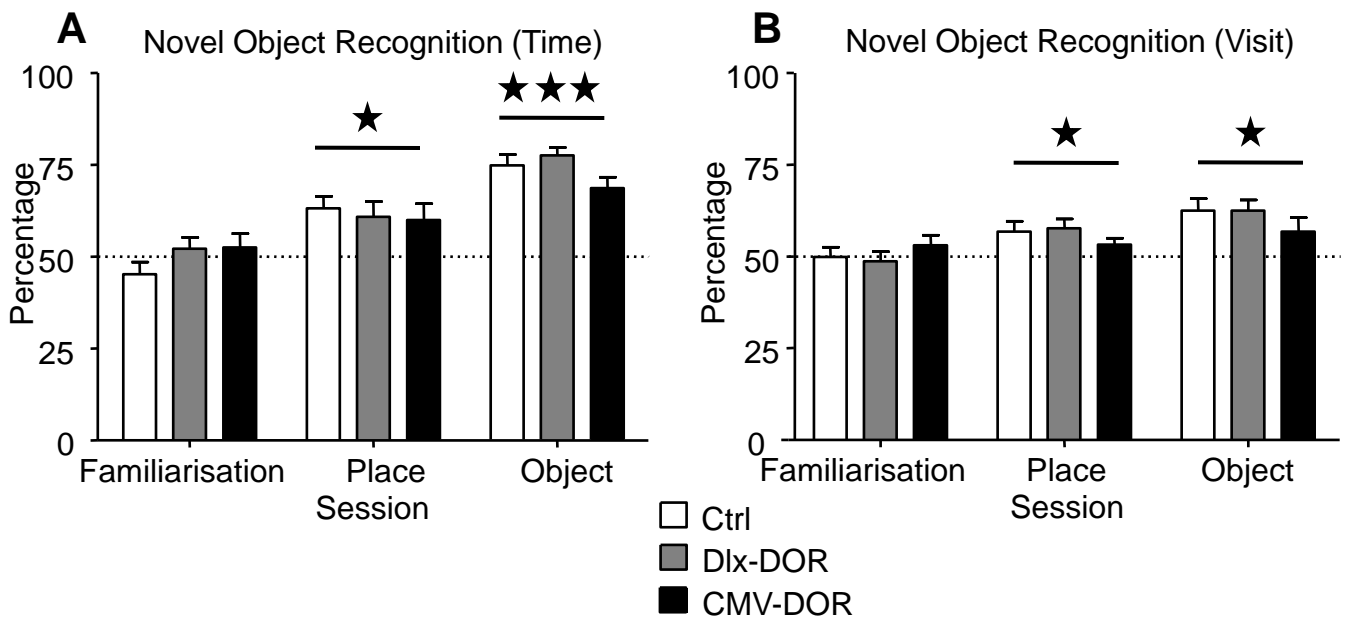 A
Novel Object Recognition (Time)
100
75
50
25
0
Percentage
Familiarisation
Place
Object
Session
B
Novel Object Recognition (Visit)
100
75
50
25
0
Percentage
Familiarisation
Place
Object
Session
Ctrl
Dlx-DOR
CMV-DOR